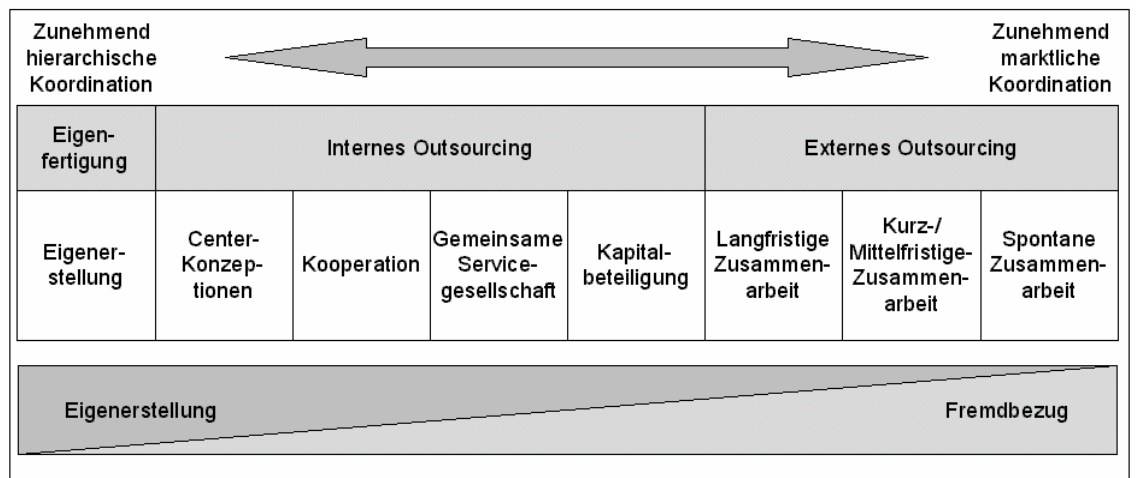 Zunehmend
hierarchische
Koordination
Zunehmend
marktliche
Koordination
Eigen-
fertigung
Internes Outsourcing
Externes Outsourcing
Eigener-
stellung
Center-
Konzep-
tionen
Kooperation
Gemeinsame
Service-
gesellschaft
Kapital-
beteiligung
Langfristige
Zusammen-
arbeit
Kurz-/
Mittelfristige-
Zusammen-
arbeit
Spontane
Zusammen-
arbeit
Eigenerstellung
Fremdbezug